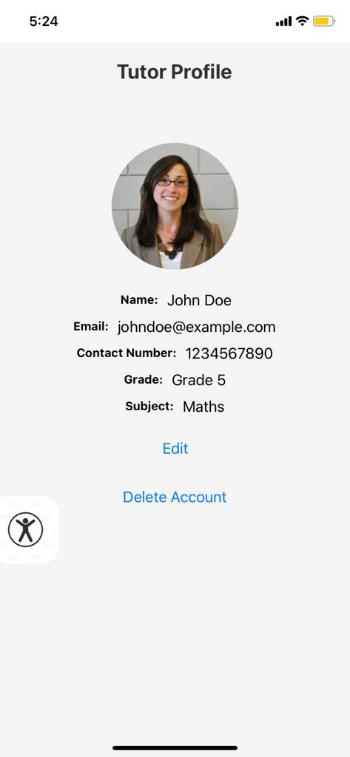 5:24
Tutor Profile
Name: John Doe
Email: johndoe@example.com
Contact Number: 1234567890
Grade: Grade 5
Subject: Maths
Edit
Delete Account